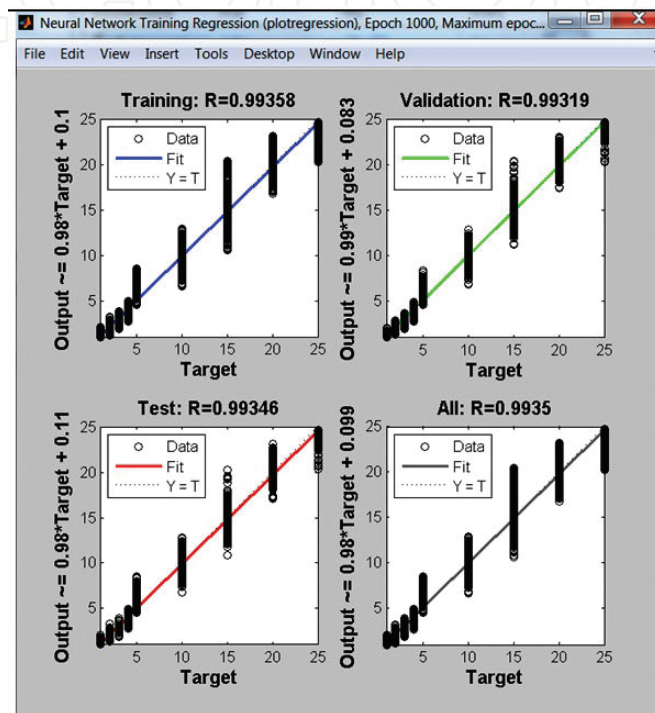 Neural Network Training Regression (plotregression), Epoch 1000, Maximum epoc...
File Edit View Insert Tools Desktop Window Help
Training: R=0.99358
Output ~= 0.98*Target + 0.1
25
20
15
10
5
Data
Fit
Y = T
5 10 15 20 25
Target
Validation: R=0.99319
Output ~= 0.99*Target + 0.083
25
20
15
10
5
Data
Fit
Y = T
5 10 15 20 25
Target
Test: R=0.99346
Output ~= 0.98*Target + 0.11
25
20
15
10
5
Data
Fit
Y = T
5 10 15 20 25
Target
All: R=0.9935
Output ~= 0.98*Target + 0.099
25
20
15
10
5
Data
Fit
Y = T
5 10 15 20 25
Target